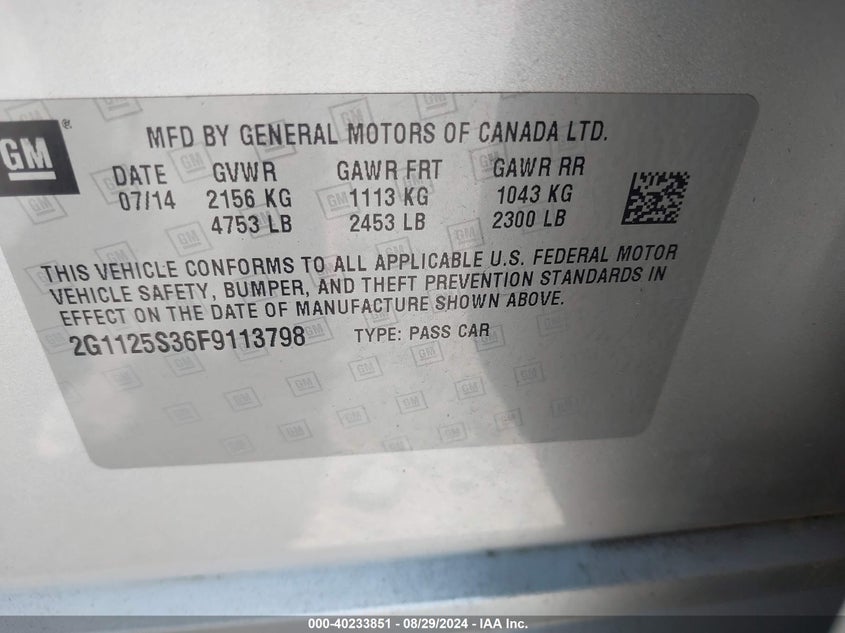 GM®
MFD BY GENERAL MOTORS OF CANADA LTD.
DATE GVWR GAWR FRT GAWR RR
07/14 2156 KG 1113 KG 1043 KG
4753 LB 2453 LB 2300 LB
THIS VEHICLE CONFORMS TO ALL APPLICABLE U.S. FEDERAL MOTOR
VEHICLE SAFETY, BUMPER, AND THEFT PREVENTION STANDARDS IN
EFFECT ON THE DATE OF MANUFACTURE SHOWN ABOVE.
2G1125S36F9113798 TYPE: PASS CAR
000-40233851 - 08/29/2024 - IAA Inc.